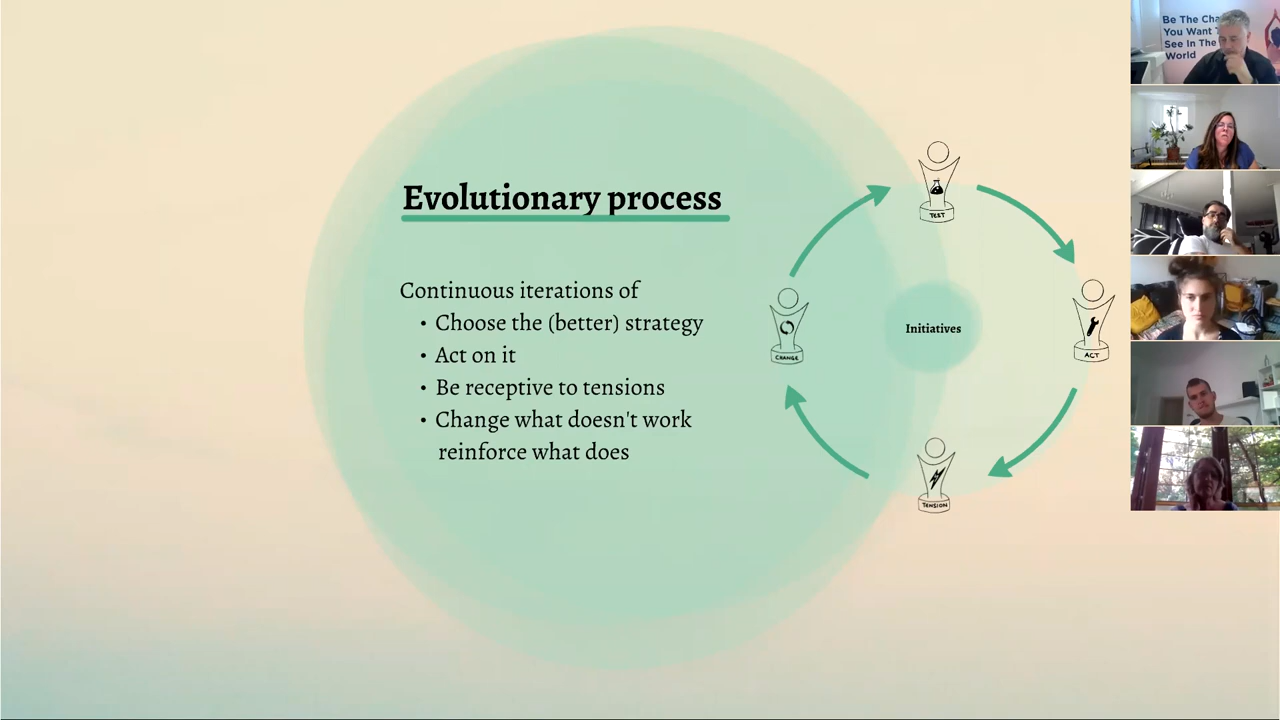 Evolutionary process
Continuous iterations of
• Choose the (better) strategy
• Act on it
• Be receptive to tensions
• Change what doesn't work
reinforce what does
TEST
CHANGE
Initiatives
ACT
TENSION
Be The Cha
You Want T
See In The
World